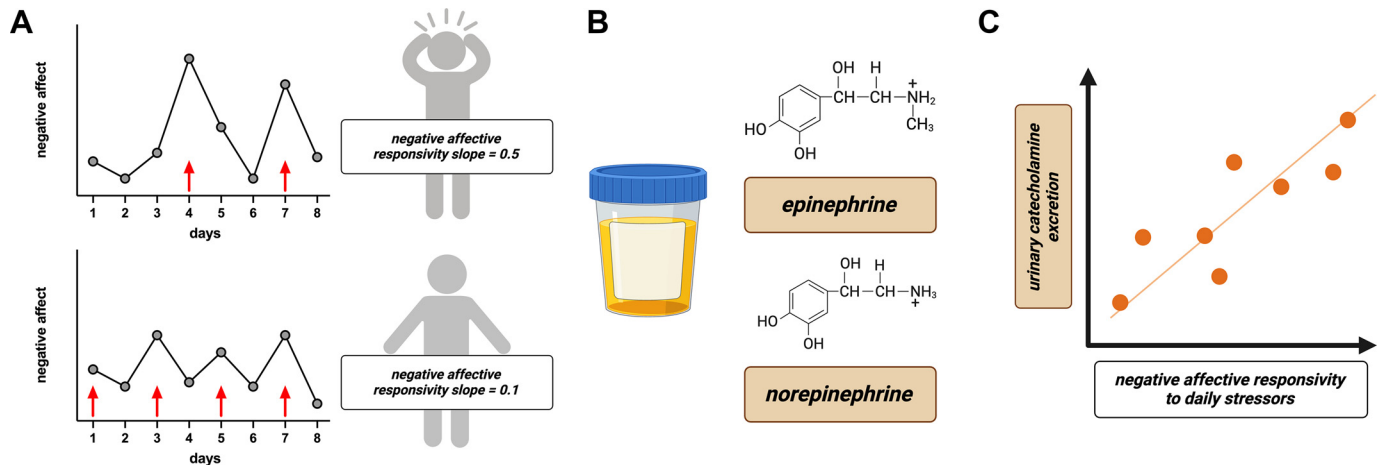 A
negative affect
1 2 3 4 5 6 7 8
days
negative affective
responsivity slope = 0.5
negative affect
1 2 3 4 5 6 7 8
days
negative affective
responsivity slope = 0.1
B
OH H
CH CH NH₂
+
CH₃
HO
OH
epinephrine
OH H
CH CH NH₃
+
HO
OH
norepinephrine
C
urinary catecholamine
excretion
negative affective responsivity
to daily stressors